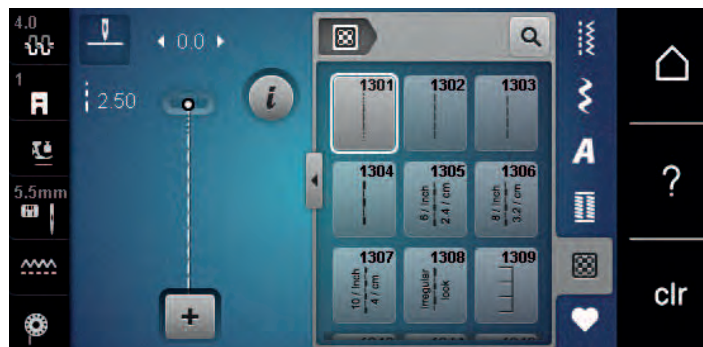 4.0
0.0
1
2.50
i
5.5mm
1301
1302
1303
1304
1305
6 / Inch
2.4 / cm
1306
8 / Inch
3.2 / cm
1307
10 / Inch
4 / cm
1308
Irregular
look
1309
A
?
clr
+